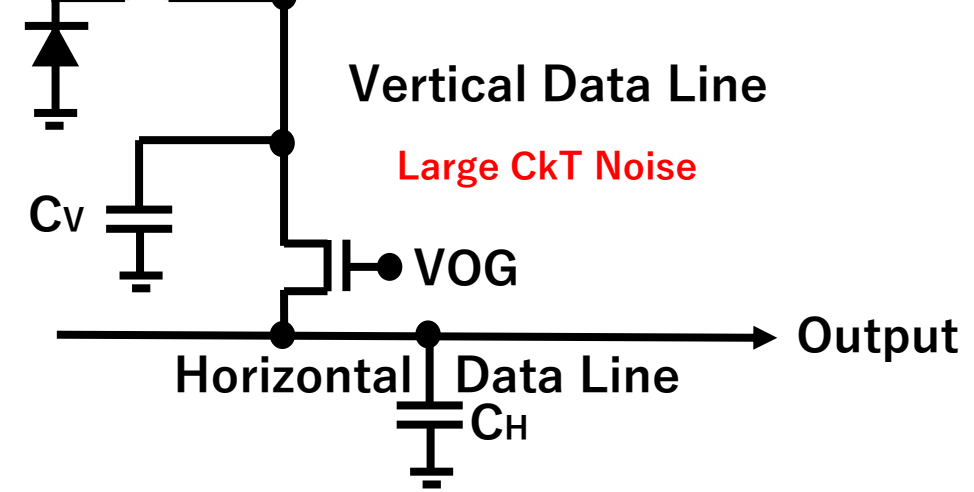 Vertical Data Line
Large CkT Noise
CV
VOG
Output
Horizontal Data Line
CH